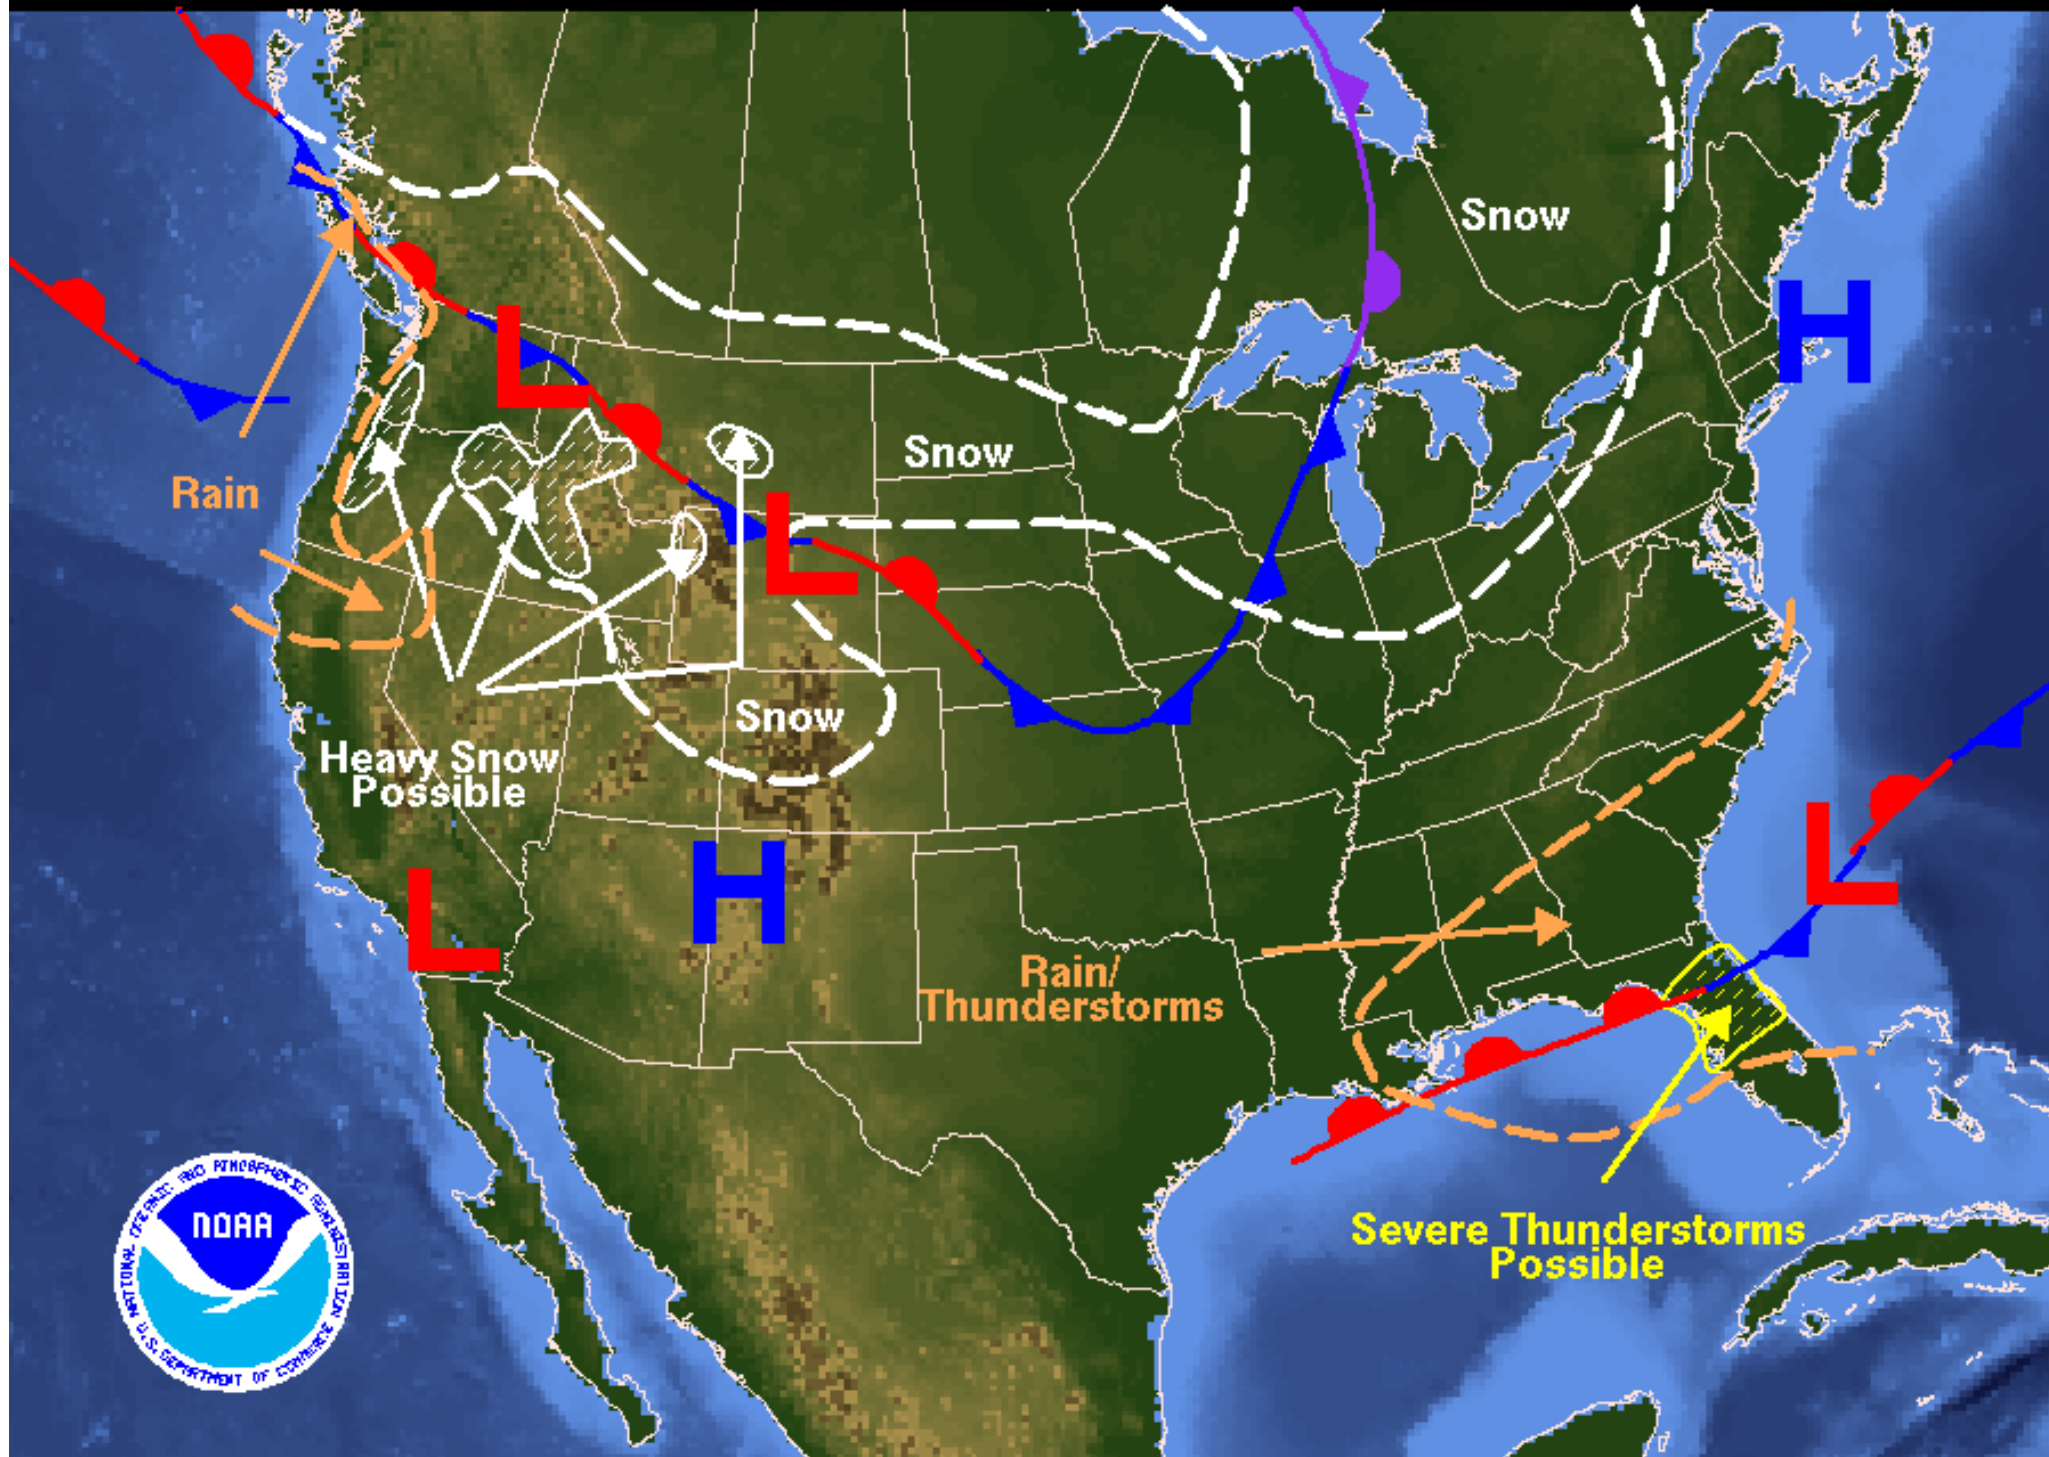 Snow
H
L
Snow
Rain
L
Snow
Heavy Snow
Possible
L
H
L
Rain/
Thunderstorms
Severe Thunderstorms
Possible
NOAA
NATIONAL OCEANIC AND ATMOSPHERIC ADMINISTRATION
U.S. DEPARTMENT OF COMMERCE